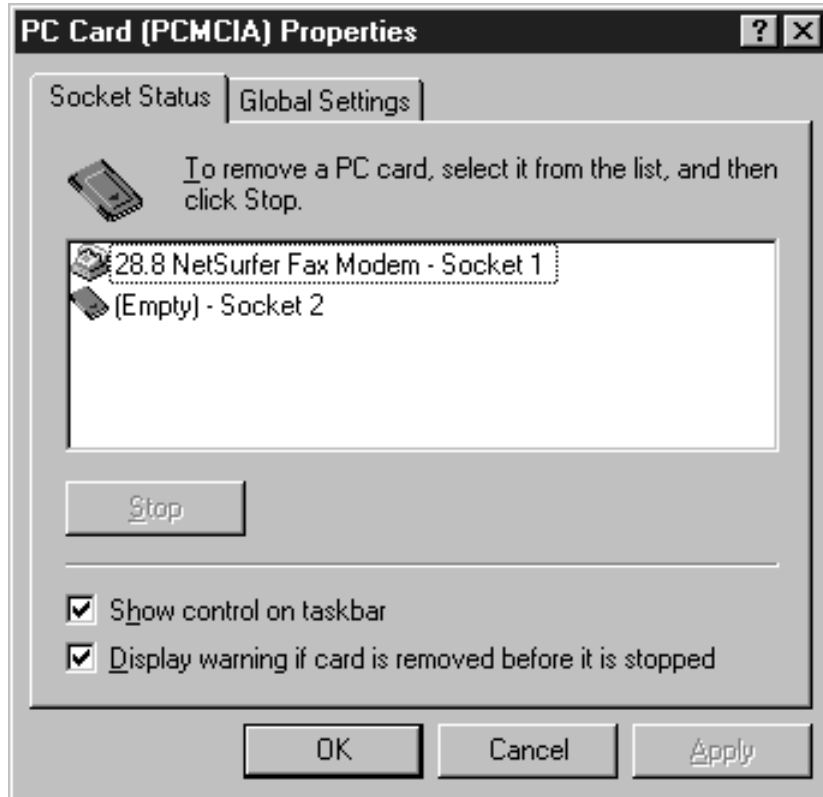 PC Card (PCMCIA) Properties
Socket Status
Global Settings
To remove a PC card, select it from the list, and then
click Stop.
28.8 NetSurfer Fax Modem - Socket 1
(Empty) - Socket 2
Stop
Show control on taskbar
Display warning if card is removed before it is stopped
OK
Cancel
Apply